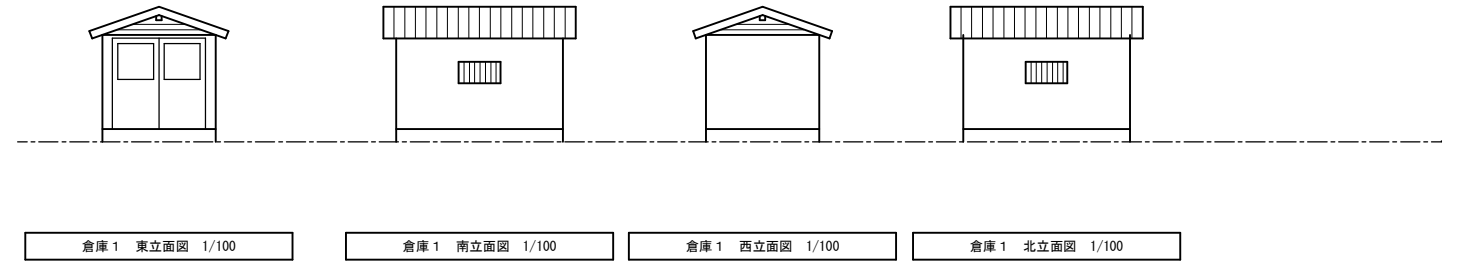 倉庫1 東立面図 1/100
倉庫1 南立面図 1/100
倉庫1 西立面図 1/100
倉庫1 北立面図 1/100